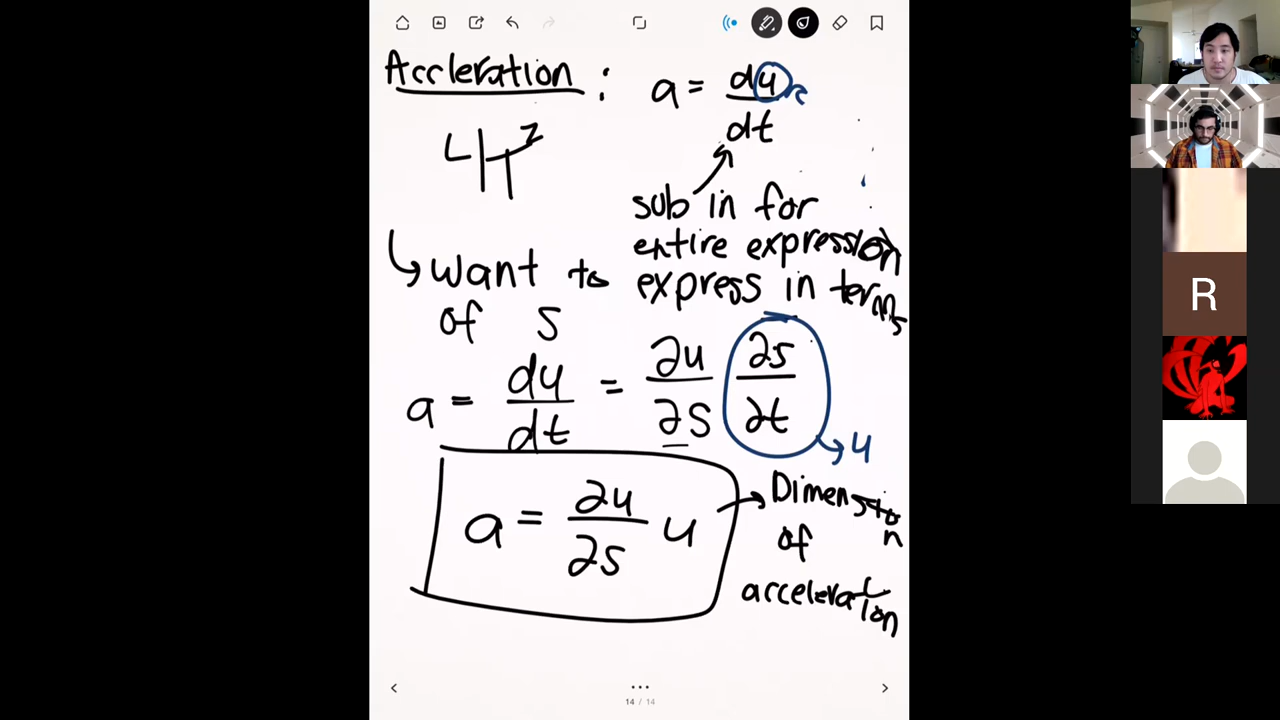 Accleration : a = du/dt
L/T²
sub in for
entire expression
↳ want to express in terms
of s
a = du/dt = ∂u/∂s ∂s/∂t
↳ u
a = ∂u/∂s u
→ Dimension
of
acceleration
14 / 14
R